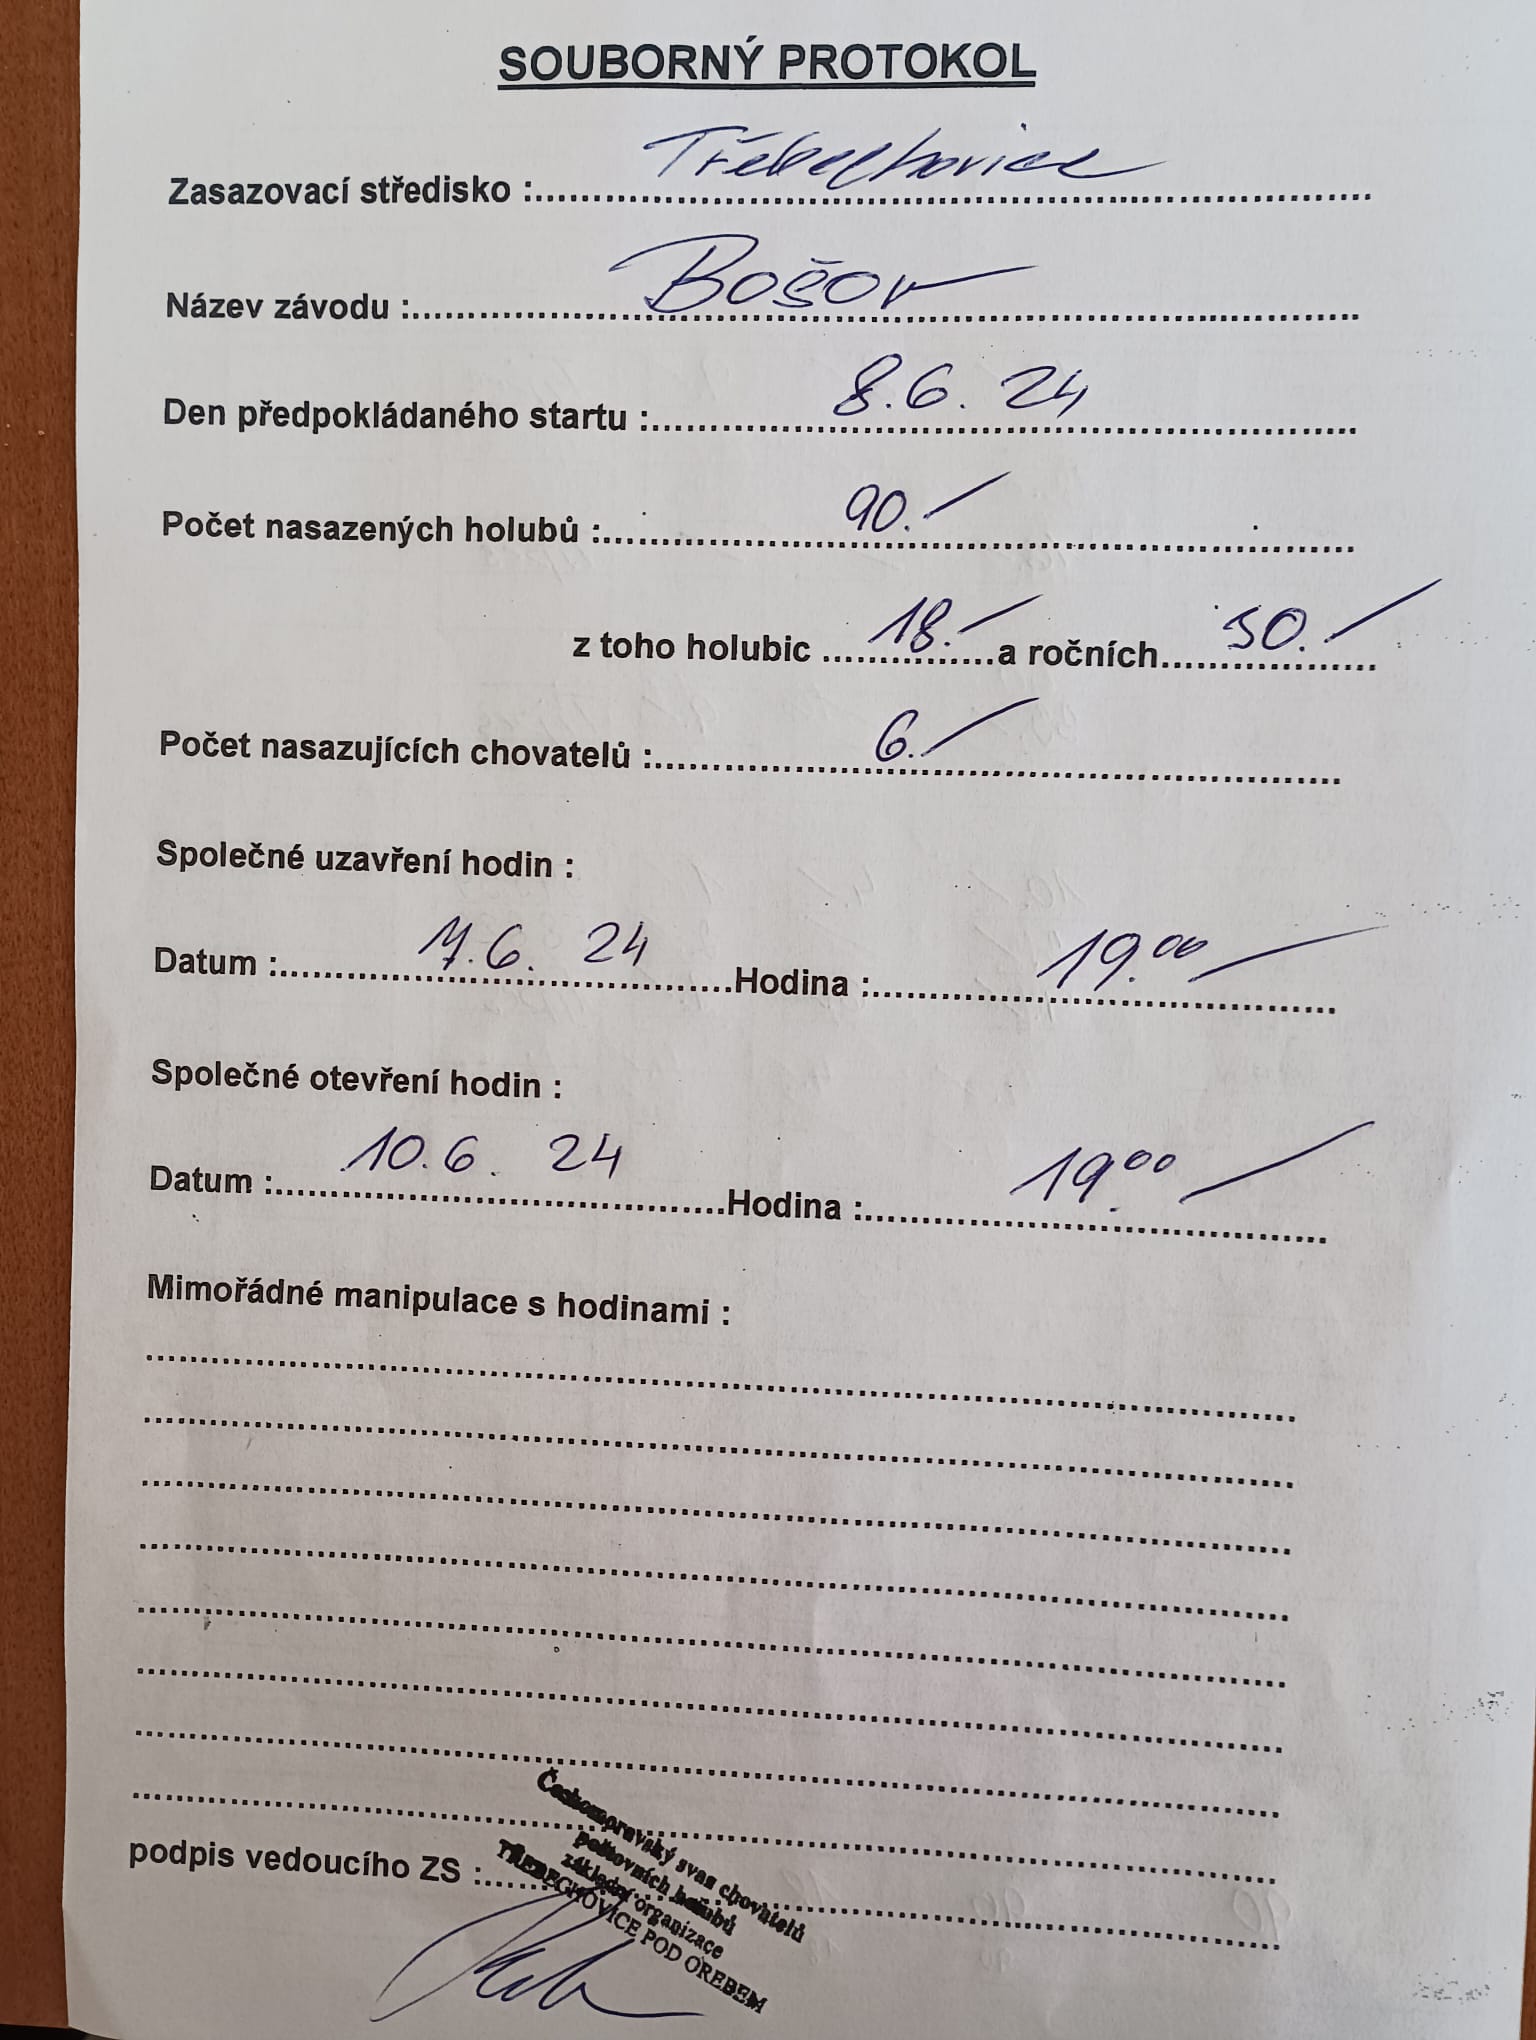 SOUBORNÝ PROTOKOL
Zasazovací středisko : Třebechovice
Název závodu : Bošov
Den předpokládaného startu : 8.6. 24
Počet nasazených holubů : 90.-
z toho holubic 18.- a ročních 50.-
Počet nasazujících chovatelů : 6.-
Společné uzavření hodin :
Datum : 7.6. 24 Hodina : 19.00
Společné otevření hodin :
Datum : 10.6. 24 Hodina : 19.00
Mimořádné manipulace s hodinami :
podpis vedoucího ZS :
Českomoravský svaz chovatelů
poštovních holubů
základní organizace
TŘEBECHOVICE POD OREBEM